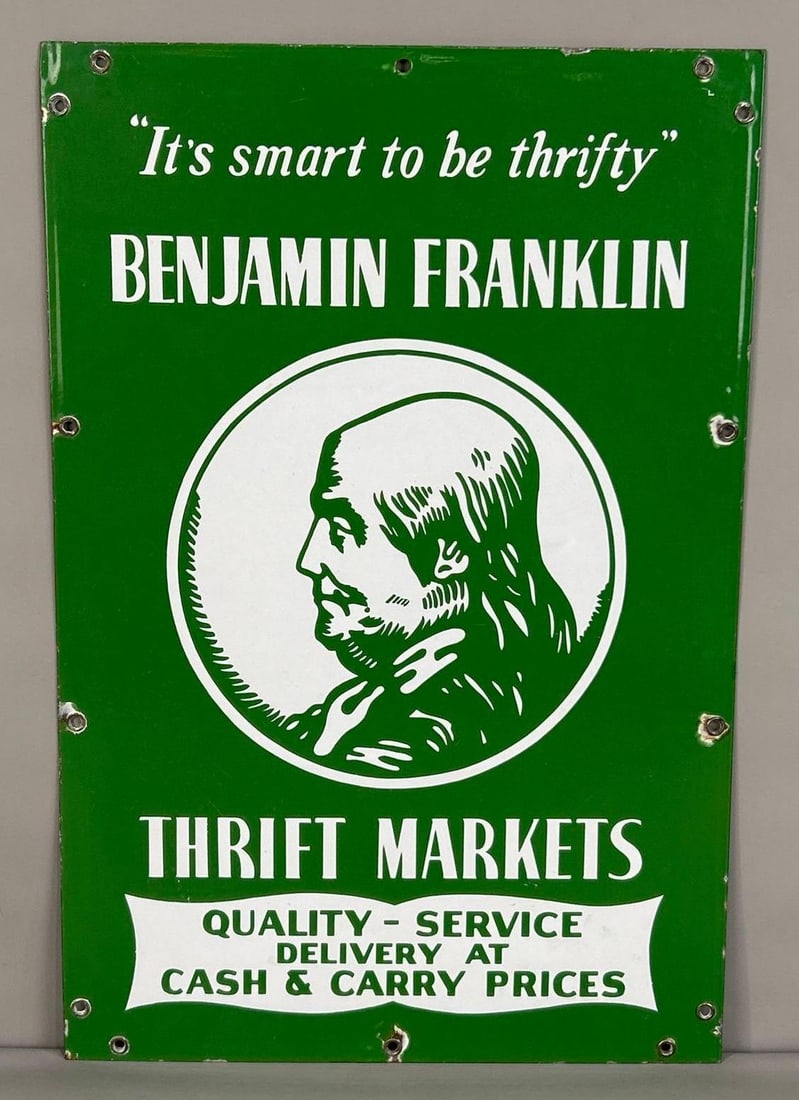 "It's smart to be thrifty"
BENJAMIN FRANKLIN
THRIFT MARKETS
QUALITY - SERVICE
DELIVERY AT
CASH & CARRY PRICES